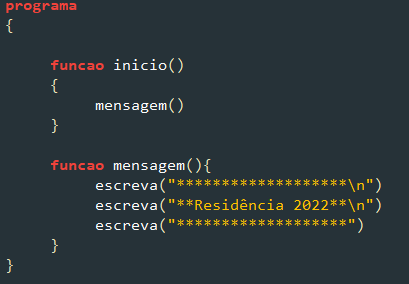 programa
{
funcao inicio()
{
mensagem()
}
funcao mensagem(){
escreva("*******************\n")
escreva("**Residência 2022**\n")
escreva("*******************")
}
}